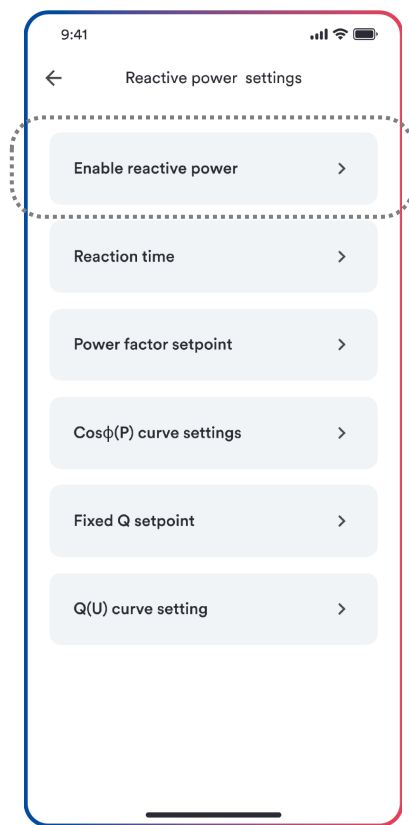 9:41
Reactive power settings
Enable reactive power
Reaction time
Power factor setpoint
Cosϕ(P) curve settings
Fixed Q setpoint
Q(U) curve setting